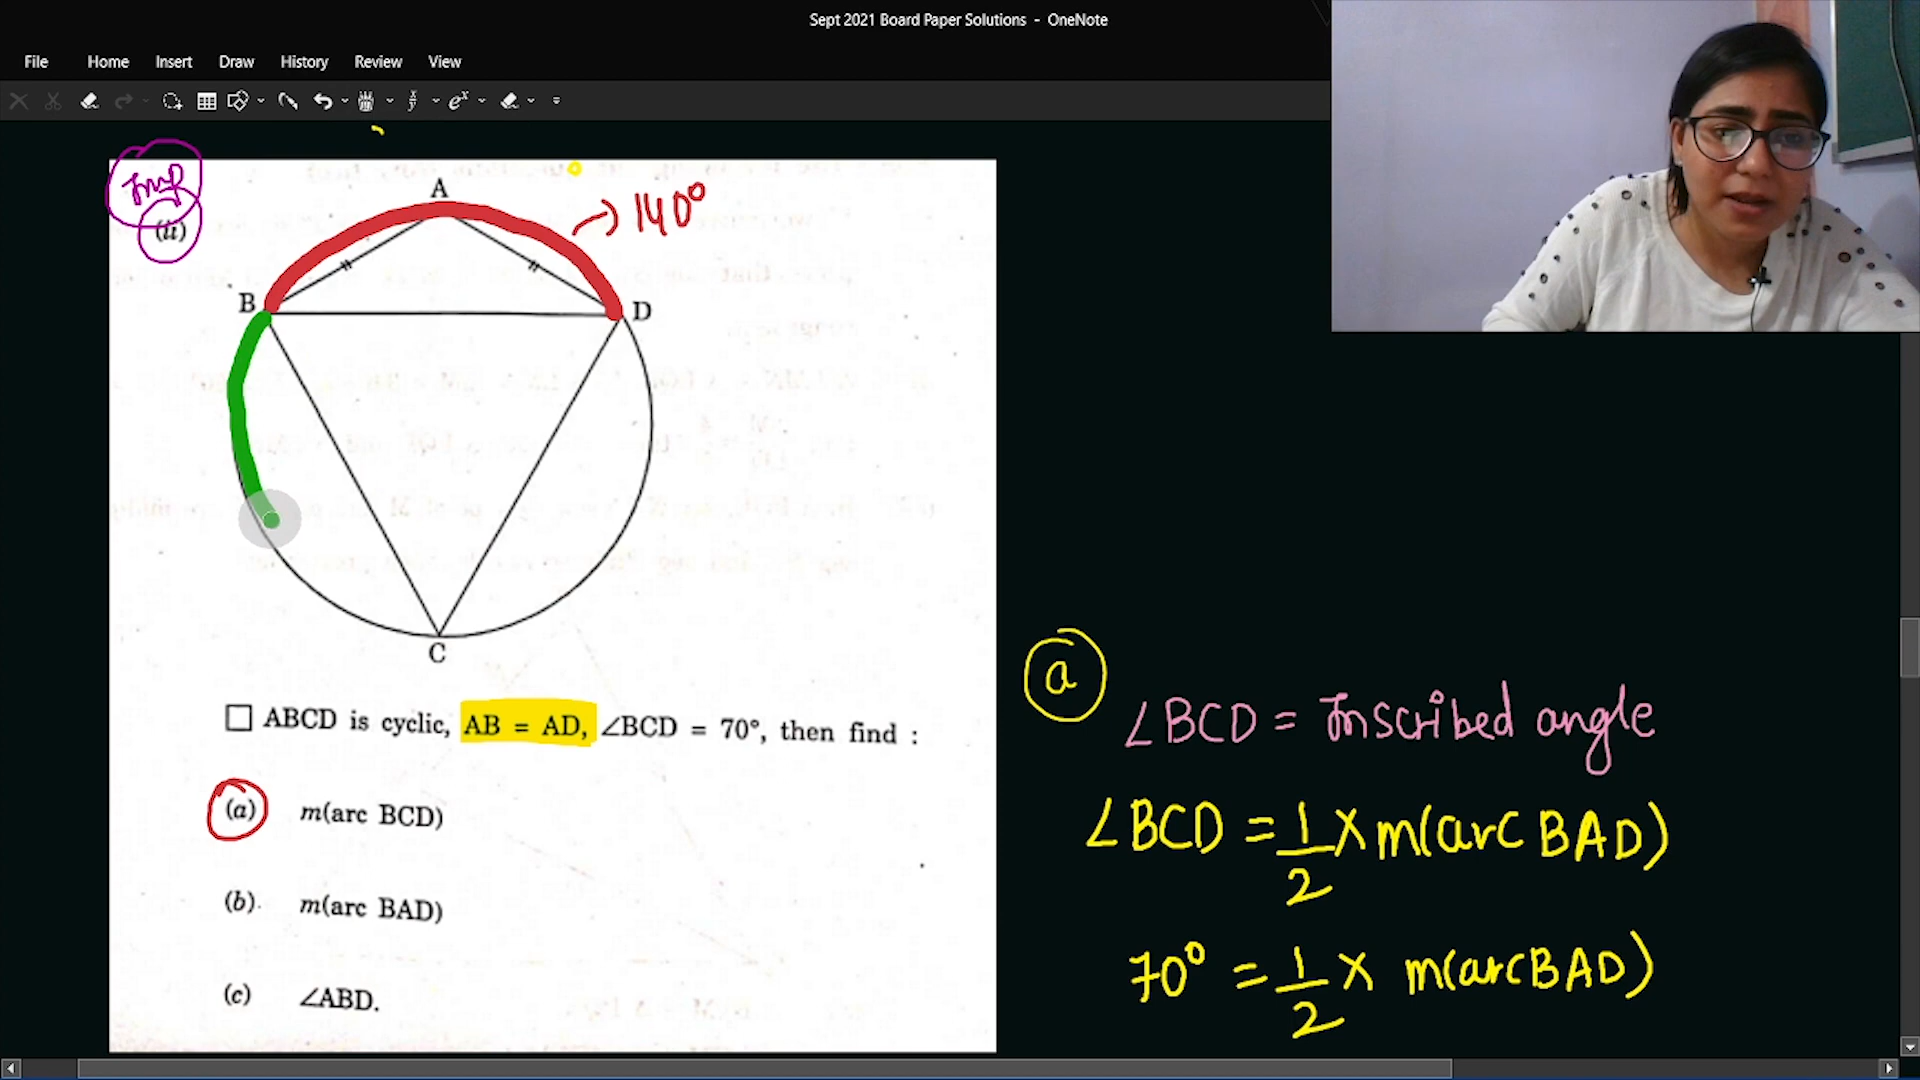 Sept 2021 Board Paper Solutions - OneNote
File Home Insert Draw History Review View
Imp
(ii)
A
→ 140°
B
D
C
□ ABCD is cyclic, AB = AD, ∠BCD = 70°, then find :
(a) m(arc BCD)
(b). m(arc BAD)
(c) ∠ABD.
a
∠BCD = Inscribed angle
∠BCD = 1/2 × m(arc BAD)
70° = 1/2 × m(arc BAD)